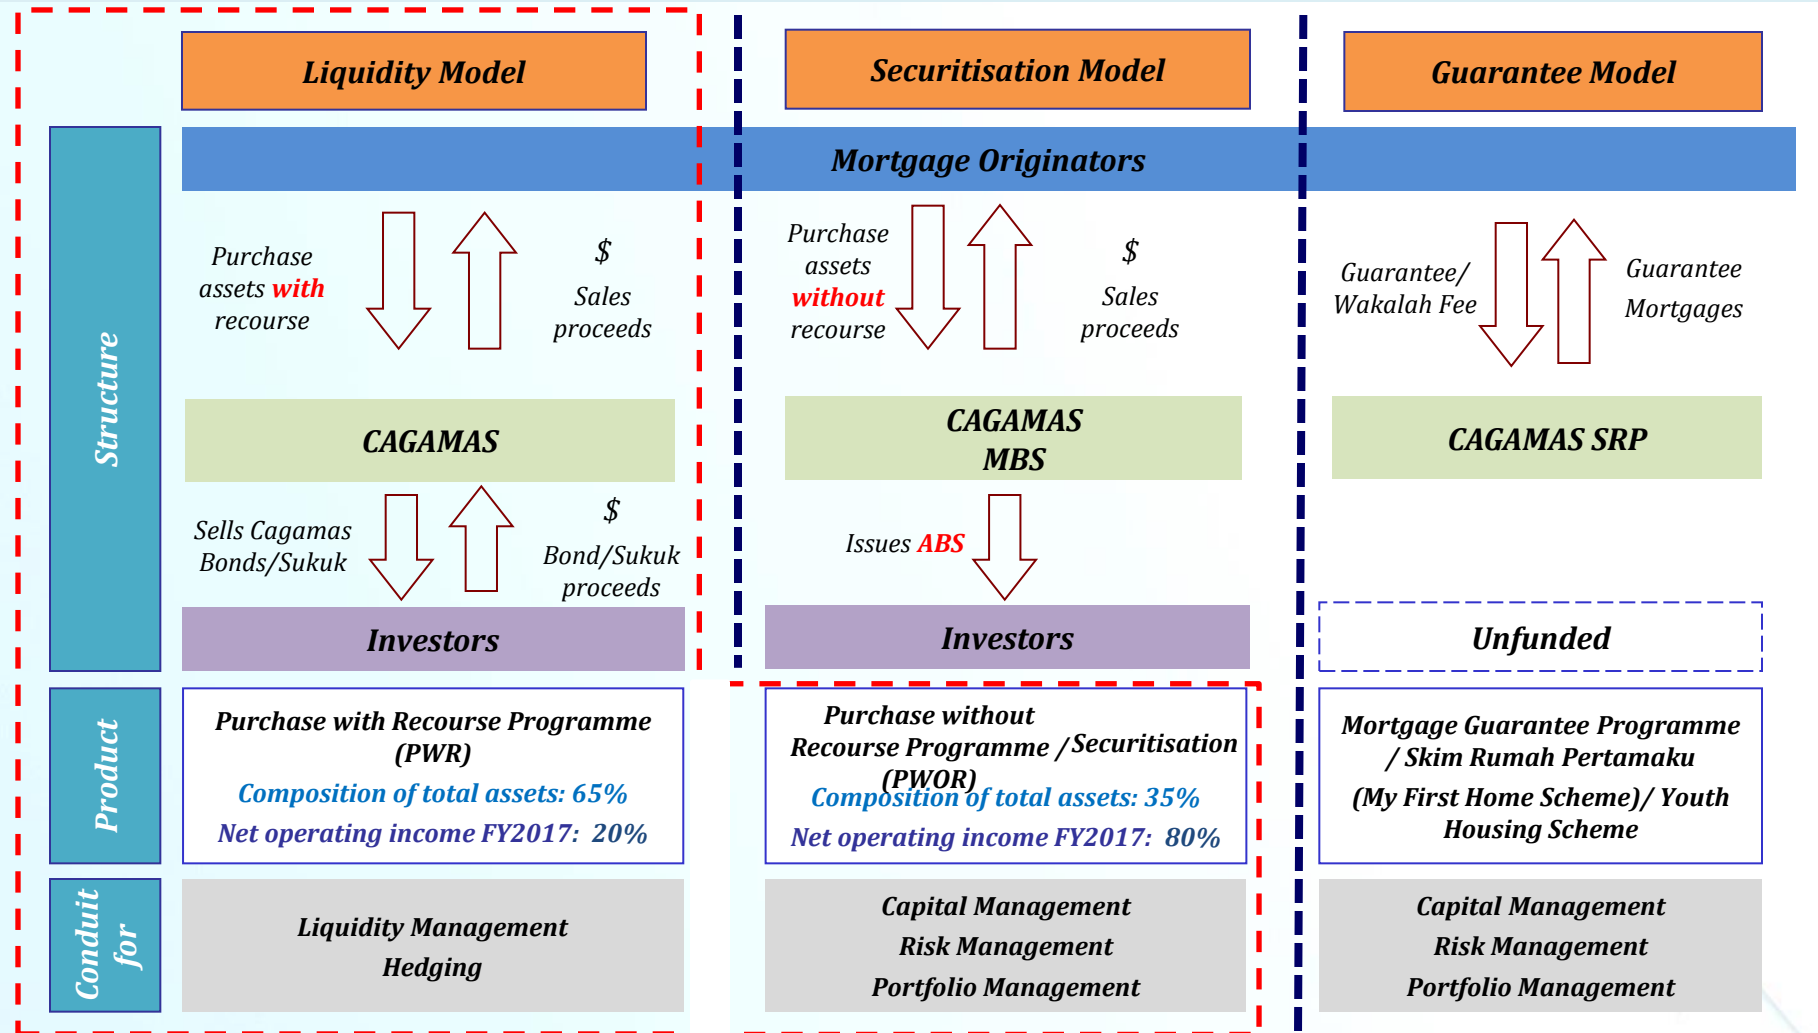 Liquidity Model
Securitisation Model
Guarantee Model
Structure
Mortgage Originators
Purchase
assets with
recourse
$
Sales
proceeds
Purchase
assets
without
recourse
$
Sales
proceeds
Guarantee/
Wakalah Fee
Guarantee
Mortgages
CAGAMAS
CAGAMAS
MBS
CAGAMAS SRP
Sells Cagamas
Bonds/Sukuk
$
Bond/Sukuk
proceeds
Issues ABS
Investors
Investors
Unfunded
Product
Purchase with Recourse Programme
(PWR)
Composition of total assets: 65%
Net operating income FY2017: 20%
Purchase without
Recourse Programme / Securitisation
(PWOR)
Composition of total assets: 35%
Net operating income FY2017: 80%
Mortgage Guarantee Programme
/ Skim Rumah Pertamaku
(My First Home Scheme)/ Youth
Housing Scheme
Conduit
for
Liquidity Management
Hedging
Capital Management
Risk Management
Portfolio Management
Capital Management
Risk Management
Portfolio Management